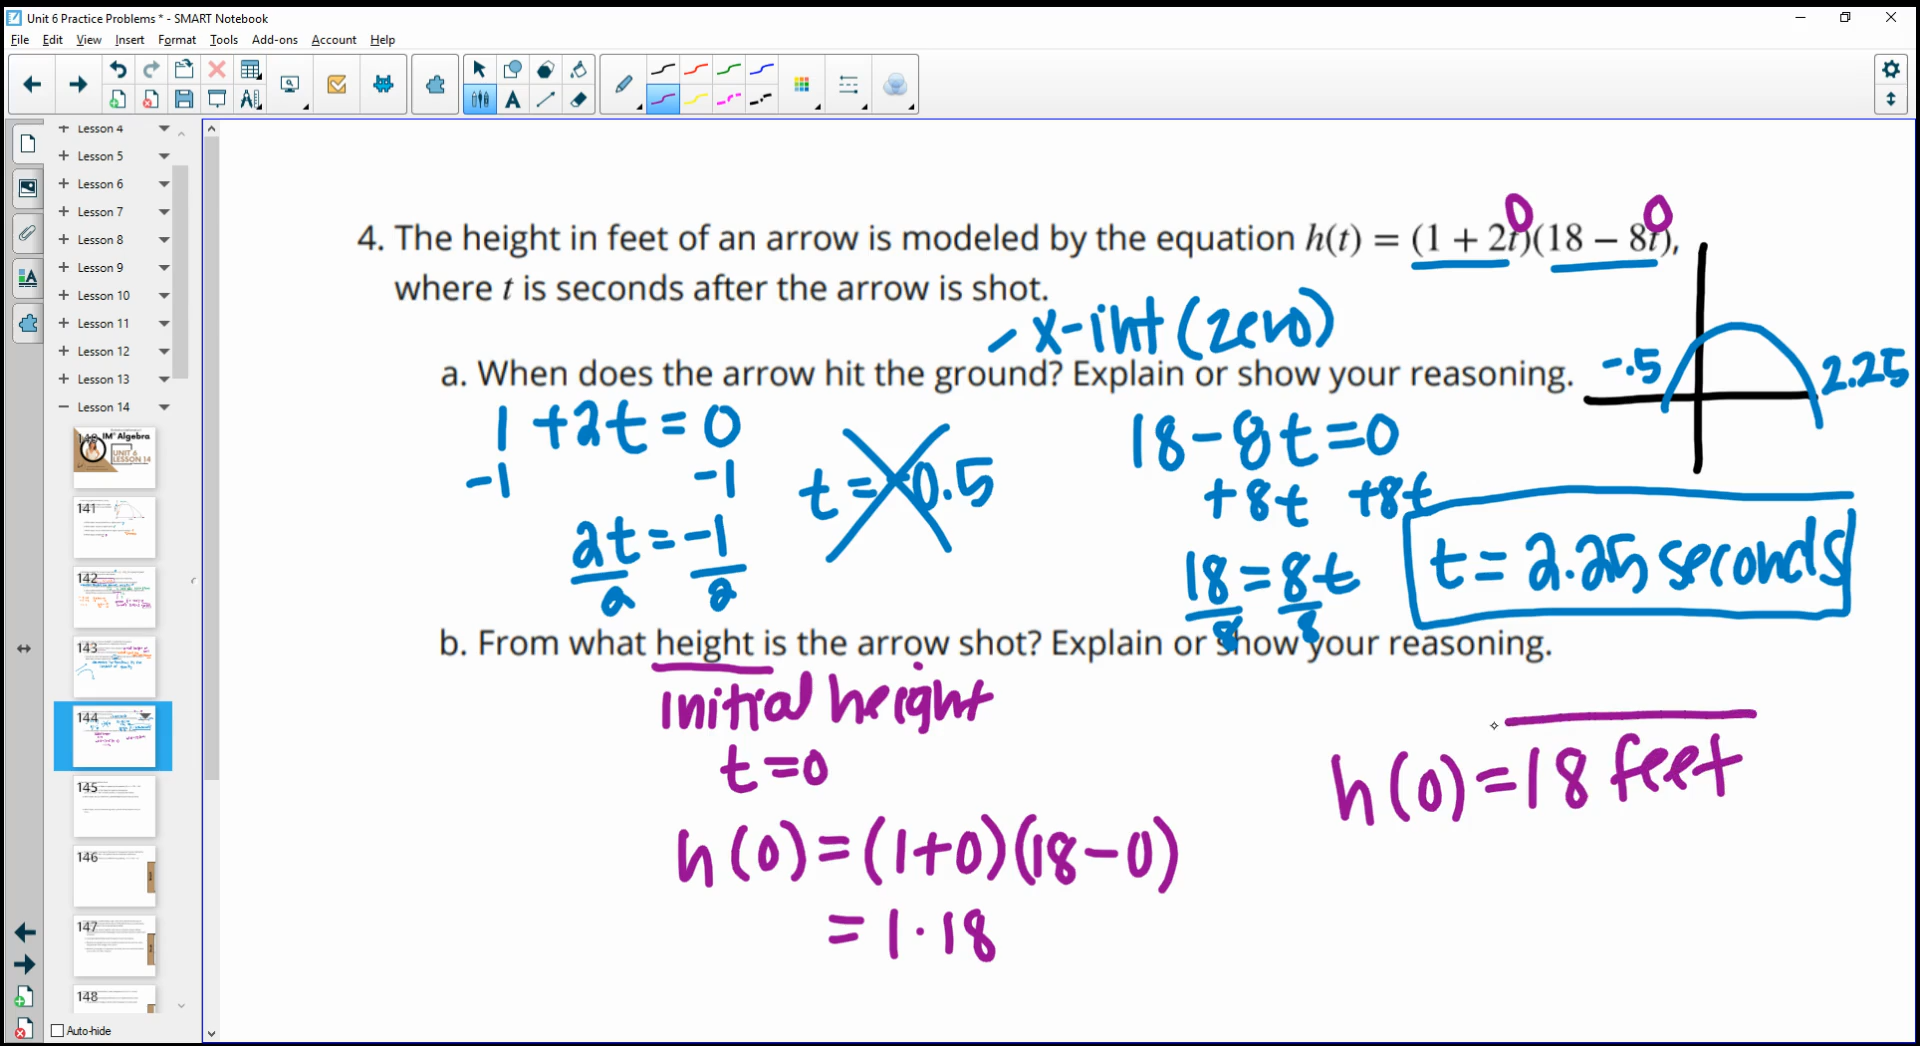 Unit 6 Practice Problems * - SMART Notebook
File Edit View Insert Format Tools Add-ons Account Help
Lesson 4
Lesson 5
Lesson 6
Lesson 7
Lesson 8
Lesson 9
Lesson 10
Lesson 11
Lesson 12
Lesson 13
Lesson 14
IM® Algebra
UNIT 6
LESSON 14
141
142
143
144
145
146
147
148
Auto-hide
4. The height in feet of an arrow is modeled by the equation h(t) = (1 + 2t)(18 − 8t),
0 0
where t is seconds after the arrow is shot.
- x-int (zero)
-.5 2.25
a. When does the arrow hit the ground? Explain or show your reasoning.
1 + 2t = 0
-1 -1
2t = -1
2 2
t = -0.5
18 - 8t = 0
+8t +8t
18 = 8t
8 8
t = 2.25 seconds
b. From what height is the arrow shot? Explain or show your reasoning.
initial height
t = 0
h(0) = (1+0)(18-0)
= 1 · 18
h(0) = 18 feet